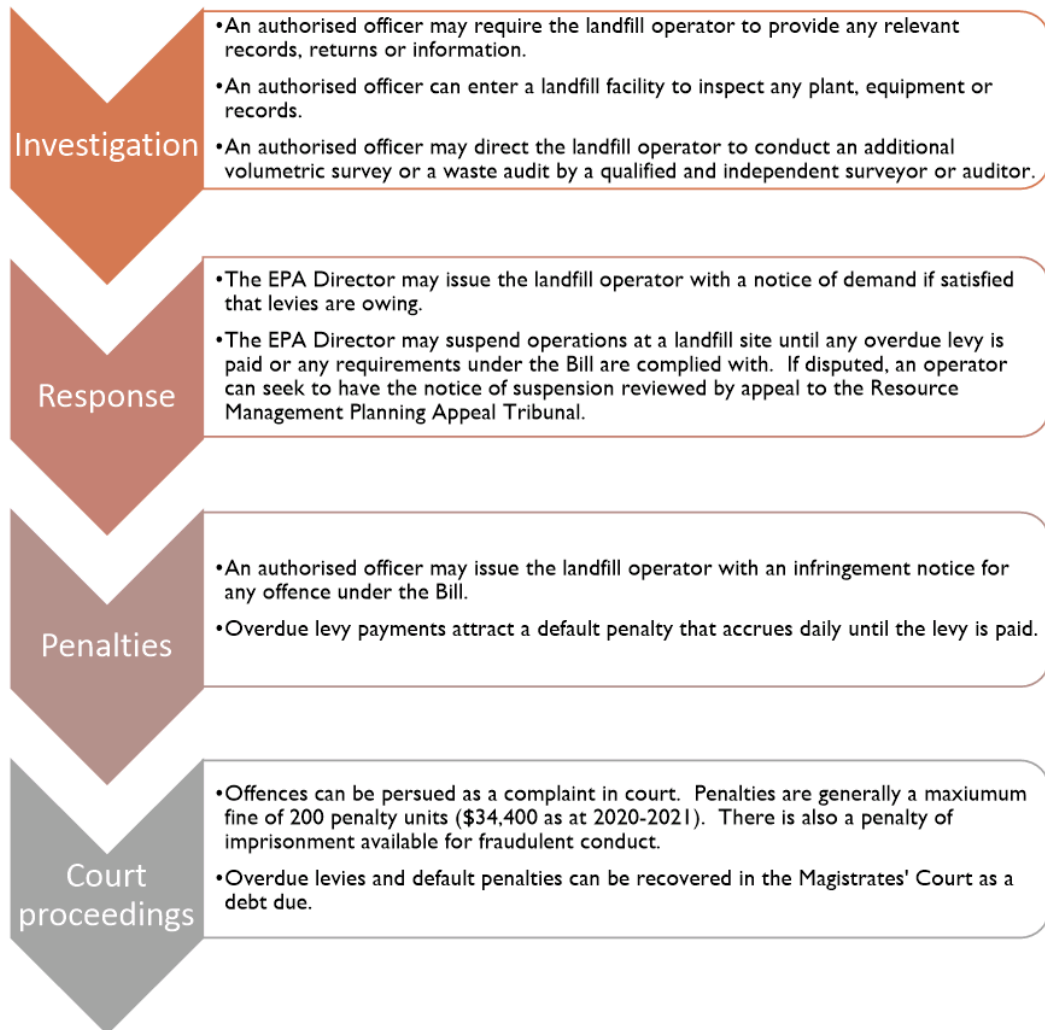 Investigation
•An authorised officer may require the landfill operator to provide any relevant
records, returns or information.
•An authorised officer can enter a landfill facility to inspect any plant, equipment or
records.
•An authorised officer may direct the landfill operator to conduct an additional
volumetric survey or a waste audit by a qualified and independent surveyor or auditor.
Response
•The EPA Director may issue the landfill operator with a notice of demand if satisfied
that levies are owing.
•The EPA Director may suspend operations at a landfill site until any overdue levy is
paid or any requirements under the Bill are complied with.  If disputed, an operator
can seek to have the notice of suspension reviewed by appeal to the Resource
Management Planning Appeal Tribunal.
Penalties
•An authorised officer may issue the landfill operator with an infringement notice for
any offence under the Bill.
•Overdue levy payments attract a default penalty that accrues daily until the levy is paid.
Court
proceedings
•Offences can be persued as a complaint in court.  Penalties are generally a maxiumum
fine of 200 penalty units ($34,400 as at 2020-2021).  There is also a penalty of
imprisonment available for fraudulent conduct.
•Overdue levies and default penalties can be recovered in the Magistrates' Court as a
debt due.